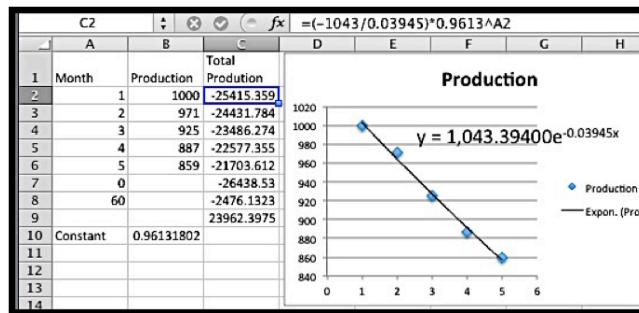 C2 fx =(-1043/0.03945)*0.9613^A2
A B C D E F G H
Total
1 Month Production Prodution
2 1 1000 -25415.359
3 2 971 -24431.784
4 3 925 -23486.274
5 4 887 -22577.355
6 5 859 -21703.612
7 0 -26438.53
8 60 -2476.1323
9 23962.3975
10 Constant 0.96131802
11
12
13
14
Production
1020
1000
980
960
940
920
900
880
860
840
0 1 2 3 4 5 6
y = 1,043.39400e-0.03945x
Production
Expon. (Pro